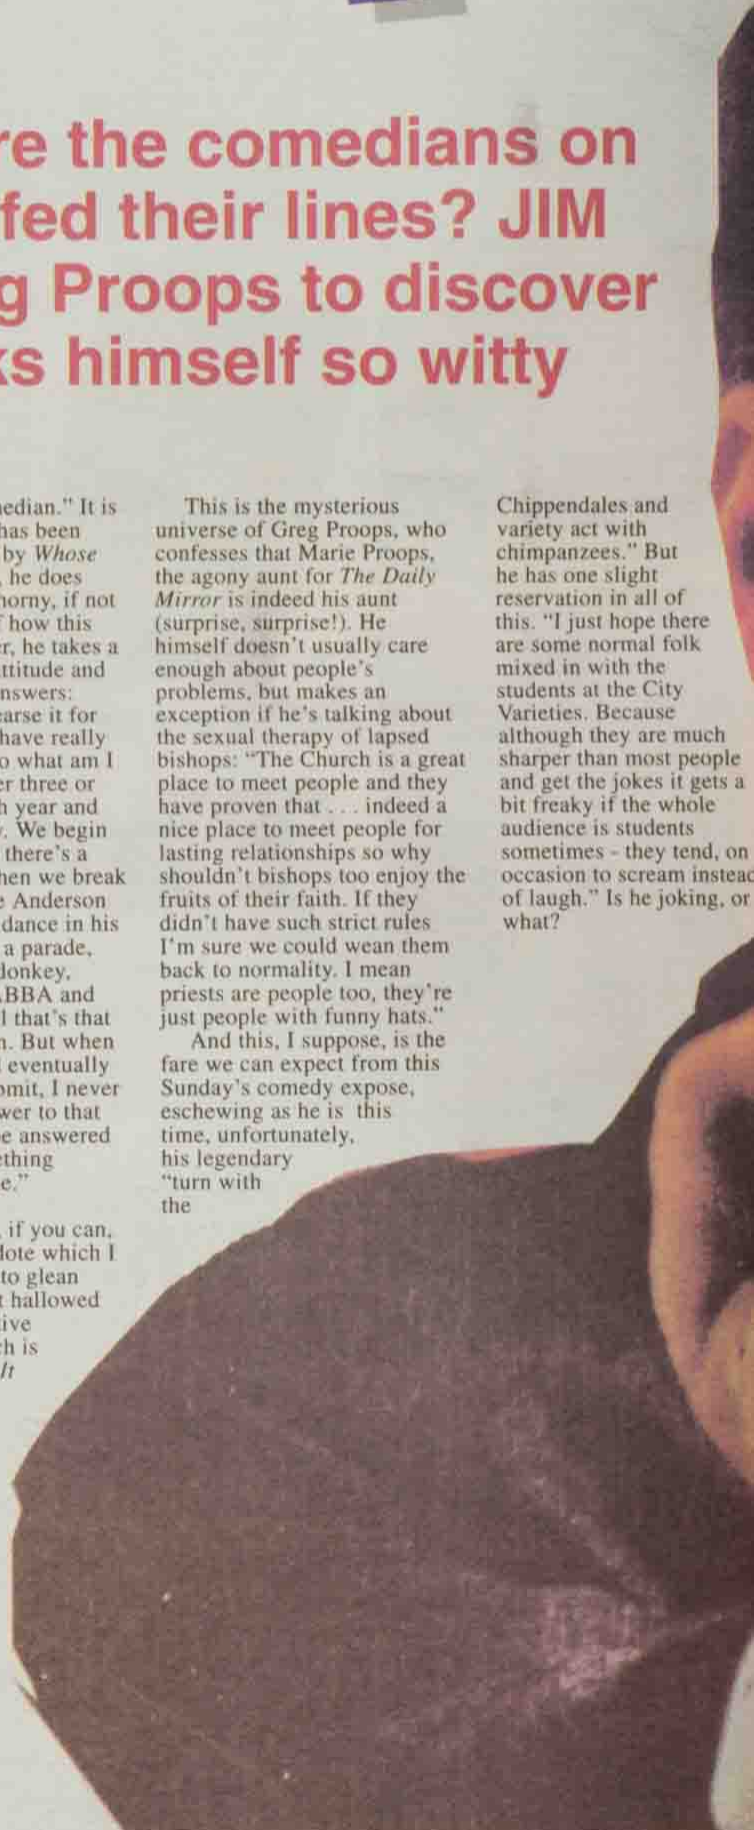 re the comedians on
fed their lines? JIM
g Proops to discover
ks himself so witty
nedian." It is
has been
by Whose
, he does
horny, if not
f how this
r, he takes a
ttitude and
nswers:
earse it for
have really
o what am I
er three or
h year and
y. We begin
there's a
hen we break
e Anderson
dance in his
a parade,
donkey,
ABBA and
l that's that
n. But when
eventually
omit, I never
wer to that
e answered
ething
e."
, if you can,
dote which I
to glean
t hallowed
ive
ch is
It
This is the mysterious
universe of Greg Proops, who
confesses that Marie Proops,
the agony aunt for The Daily
Mirror is indeed his aunt
(surprise, surprise!). He
himself doesn't usually care
enough about people's
problems, but makes an
exception if he's talking about
the sexual therapy of lapsed
bishops: "The Church is a great
place to meet people and they
have proven that . . . indeed a
nice place to meet people for
lasting relationships so why
shouldn't bishops too enjoy the
fruits of their faith. If they
didn't have such strict rules
I'm sure we could wean them
back to normality. I mean
priests are people too, they're
just people with funny hats."
And this, I suppose, is the
fare we can expect from this
Sunday's comedy expose,
eschewing as he is this
time, unfortunately,
his legendary
"turn with
the
Chippendales and
variety act with
chimpanzees." But
he has one slight
reservation in all of
this. "I just hope there
are some normal folk
mixed in with the
students at the City
Varieties. Because
although they are much
sharper than most people
and get the jokes it gets a
bit freaky if the whole
audience is students
sometimes - they tend, on
occasion to scream instead
of laugh." Is he joking, or
what?